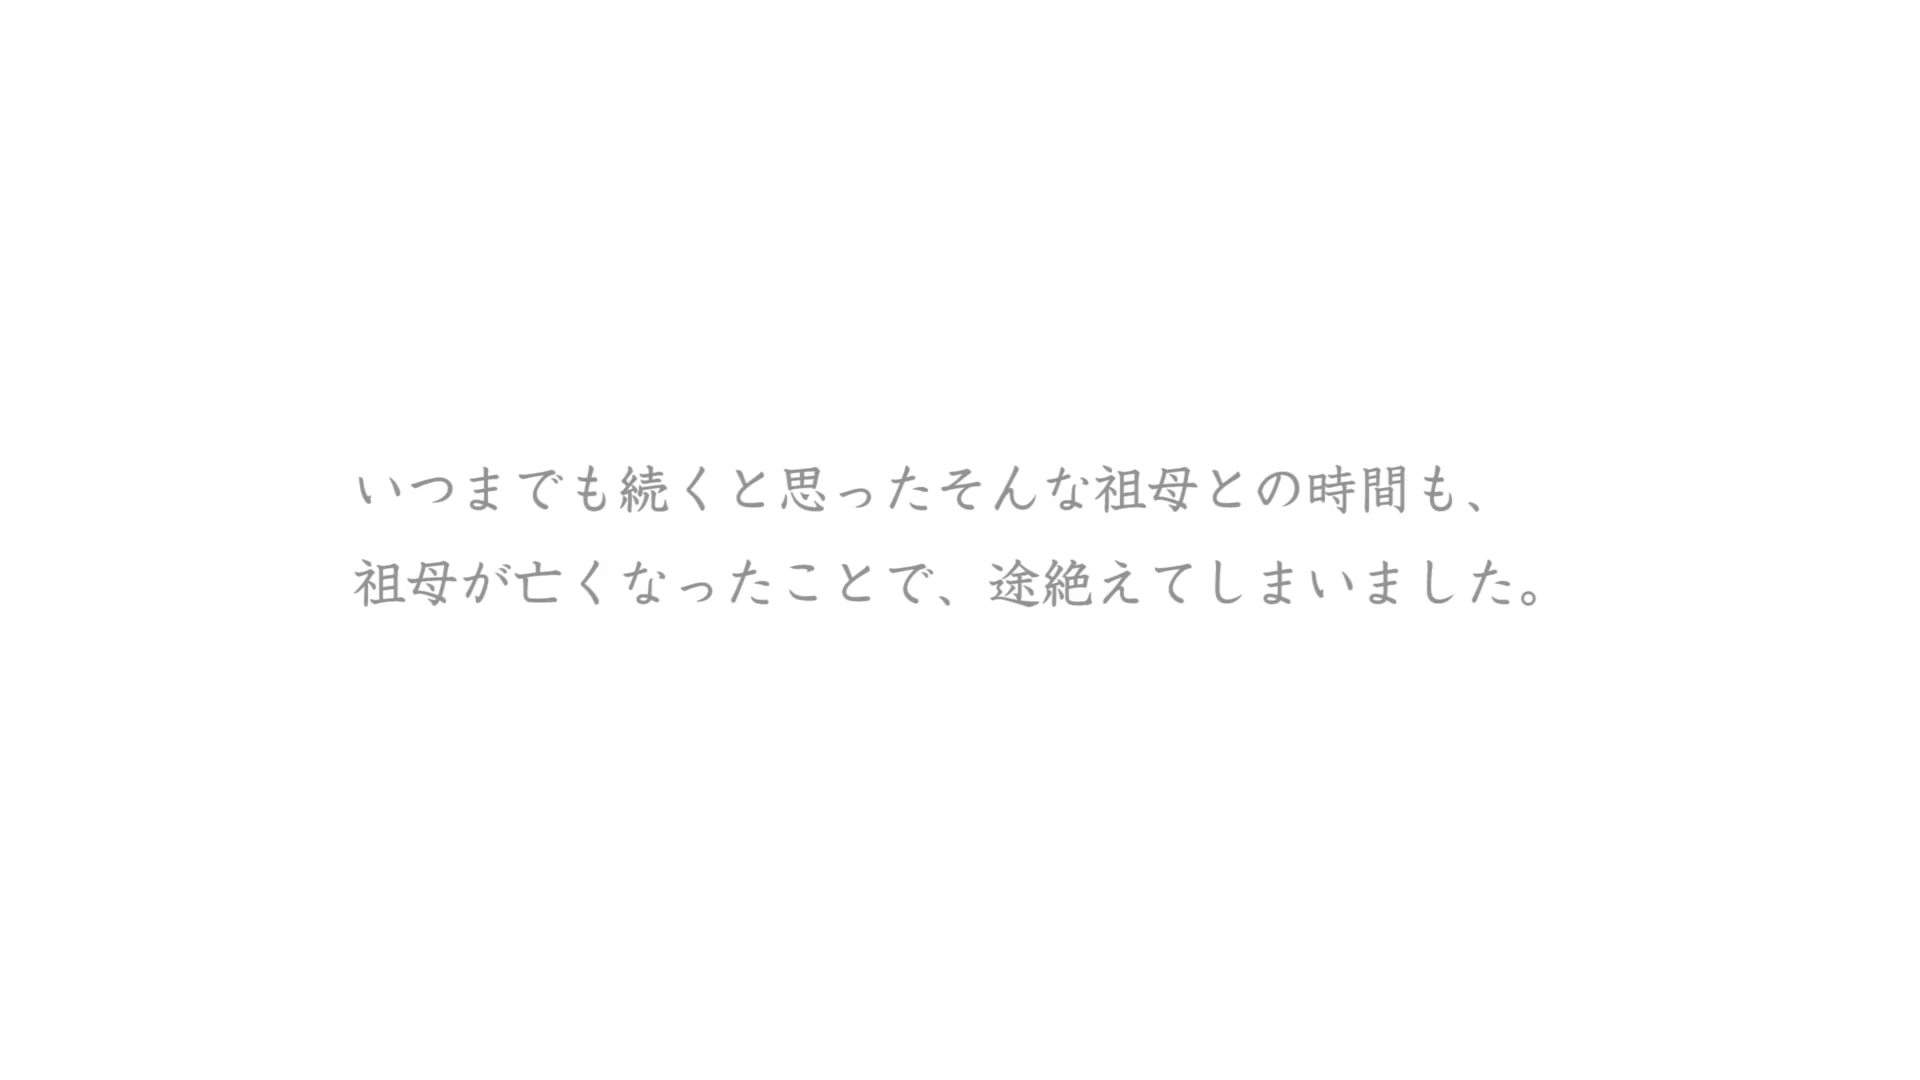 いつまでも続くと思ったそんな祖母との時間も、
祖母が亡くなったことで、途絶えてしまいました。